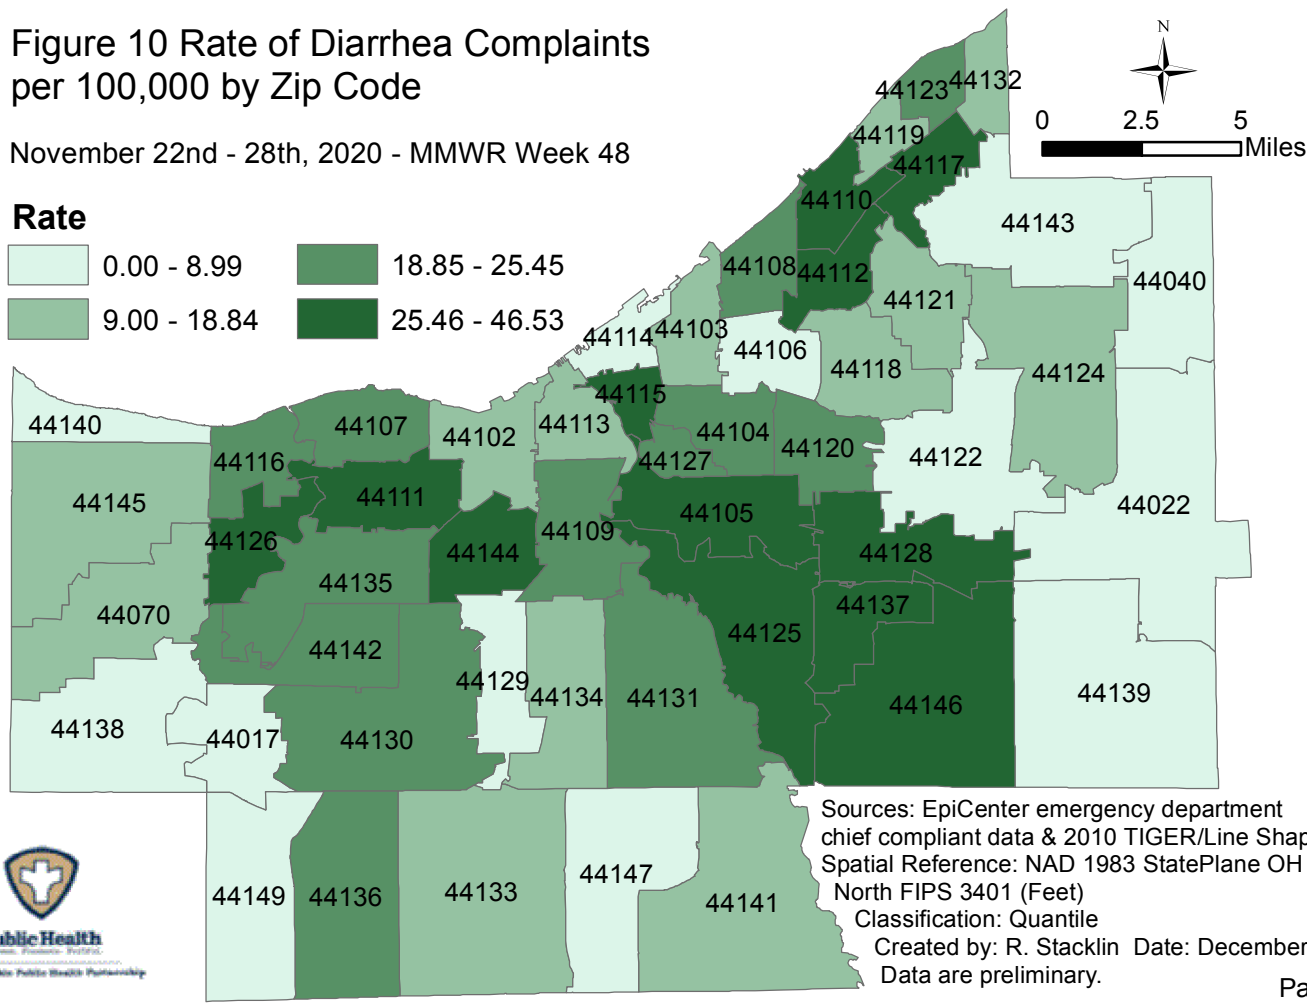 Figure 10 Rate of Diarrhea Complaints
per 100,000 by Zip Code
November 22nd - 28th, 2020 - MMWR Week 48
Rate
0.00 - 8.99
18.85 - 25.45
9.00 - 18.84
25.46 - 46.53
N
0 2.5 5
Miles
44123
44132
44119
44117
44110
44143
44108
44112
44040
44121
44114
44103
44106
44118
44124
44115
44140
44107
44102
44113
44104
44120
44116
44127
44122
44145
44111
44105
44022
44126
44109
44144
44128
44135
44070
44137
44142
44125
44129
44134
44131
44146
44139
44138
44017
44130
44149
44136
44133
44147
44141
Sources: EpiCenter emergency department
chief compliant data & 2010 TIGER/Line Shap
Spatial Reference: NAD 1983 StatePlane OH
North FIPS 3401 (Feet)
Classification: Quantile
Created by: R. Stacklin Date: December
Data are preliminary.
Pa
ublic Health
Public Health Partnership